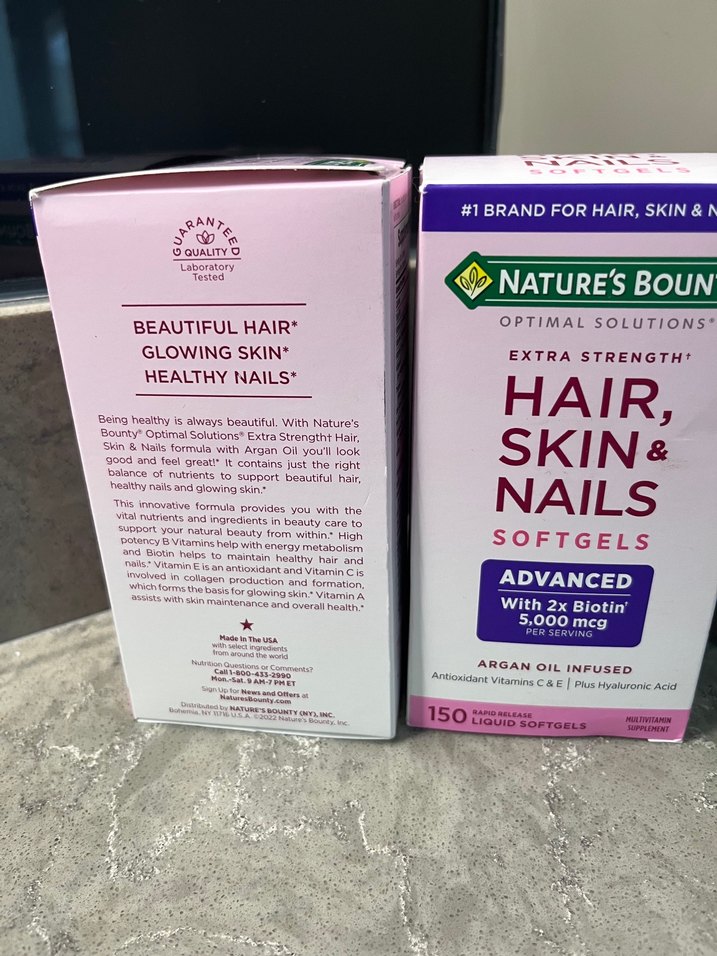 GUARANTEED
QUALITY
Laboratory
Tested
BEAUTIFUL HAIR*
GLOWING SKIN*
HEALTHY NAILS*
Being healthy is always beautiful. With Nature's
Bounty® Optimal Solutions® Extra Strength† Hair,
Skin & Nails formula with Argan Oil you'll look
good and feel great!* It contains just the right
balance of nutrients to support beautiful hair,
healthy nails and glowing skin.*
This innovative formula provides you with the
vital nutrients and ingredients in beauty care to
support your natural beauty from within.* High
potency B Vitamins help with energy metabolism
and Biotin helps to maintain healthy hair and
nails.* Vitamin E is an antioxidant and Vitamin C is
involved in collagen production and formation,
which forms the basis for glowing skin.* Vitamin A
assists with skin maintenance and overall health.*
Made In The USA
with select ingredients
from around the world
Nutrition Questions or Comments?
Call 1-800-433-2990
Mon.-Sat. 9 AM-7 PM ET
Sign Up for News and Offers at
NaturesBounty.com
Distributed by NATURE'S BOUNTY (NY), INC.
Bohemia, NY 11716 U.S.A. ©2022 Nature's Bounty, Inc.
HAIR, SKIN &
NAILS
SOFTGELS
#1 BRAND FOR HAIR, SKIN & N
NATURE'S BOUN
OPTIMAL SOLUTIONS®
EXTRA STRENGTH†
HAIR,
SKIN &
NAILS
SOFTGELS
ADVANCED
With 2x Biotin†
5,000 mcg
PER SERVING
ARGAN OIL INFUSED
Antioxidant Vitamins C & E | Plus Hyaluronic Acid
150 RAPID RELEASE
LIQUID SOFTGELS
MULTIVITAMIN
SUPPLEMENT